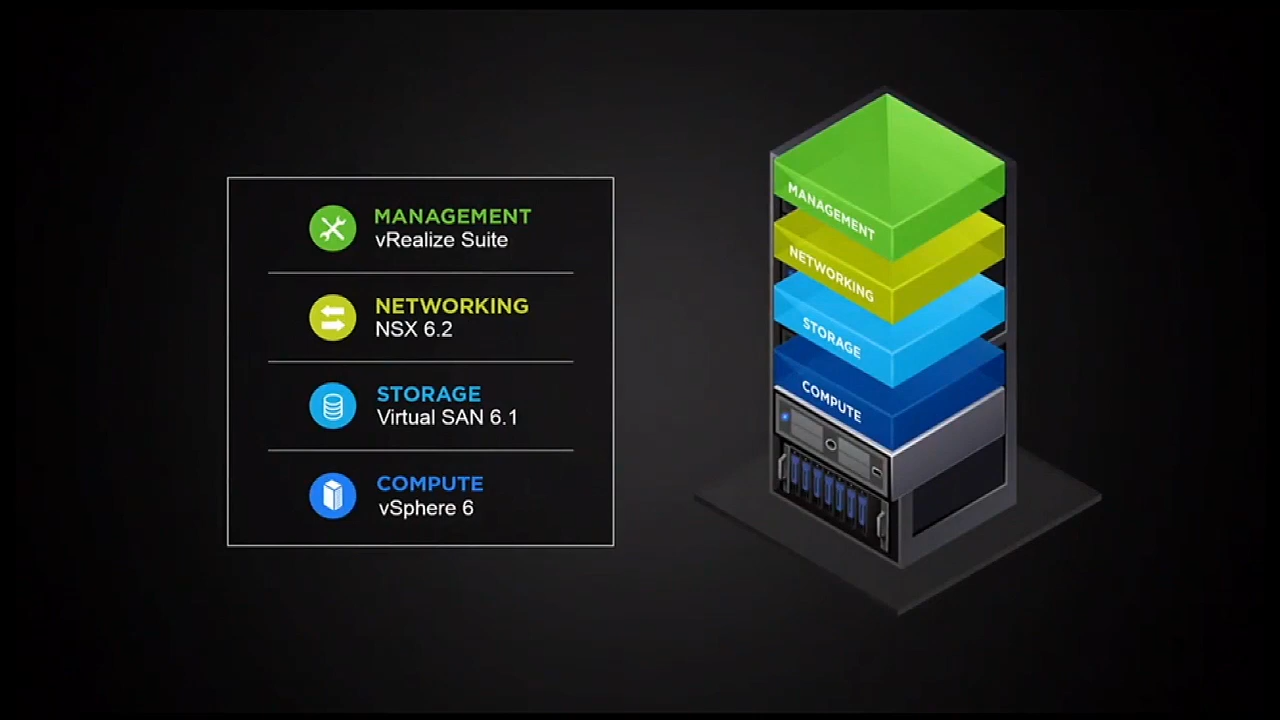 MANAGEMENT
vRealize Suite
NETWORKING
NSX 6.2
STORAGE
Virtual SAN 6.1
COMPUTE
vSphere 6
MANAGEMENT
NETWORKING
STORAGE
COMPUTE